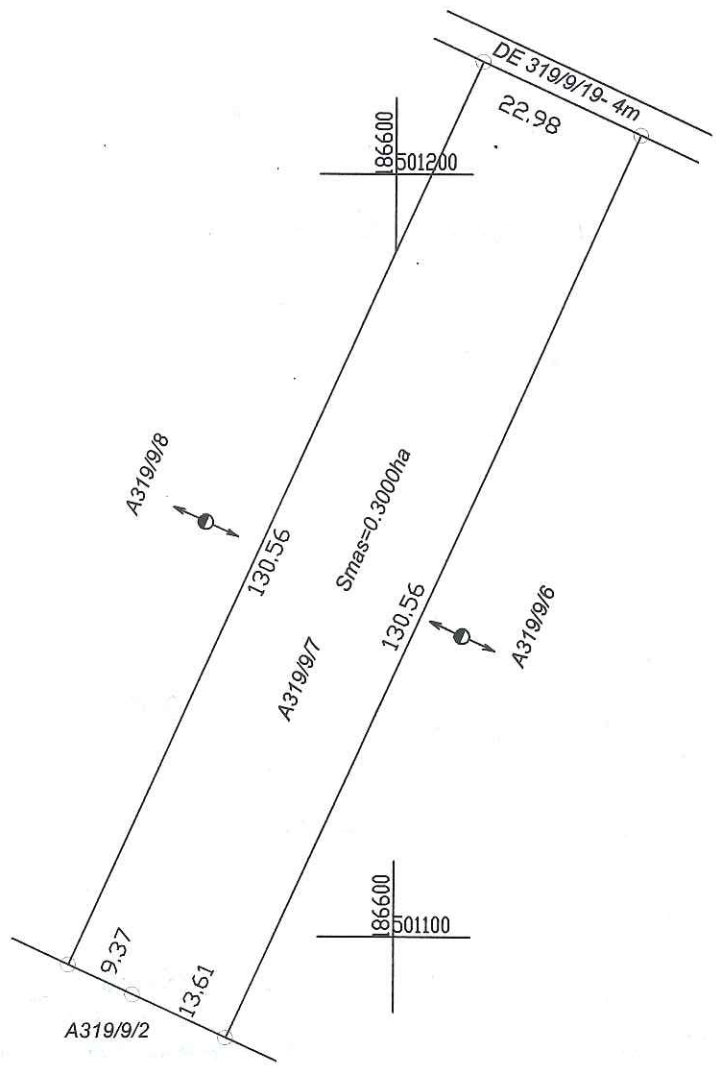 DE 319/9/19- 4m
22.98
186600
501200
A319/9/8
130.56
Smas=0.3000ha
130.56
A319/9/6
A319/9/7
186600
501100
9.37
13.61
A319/9/2